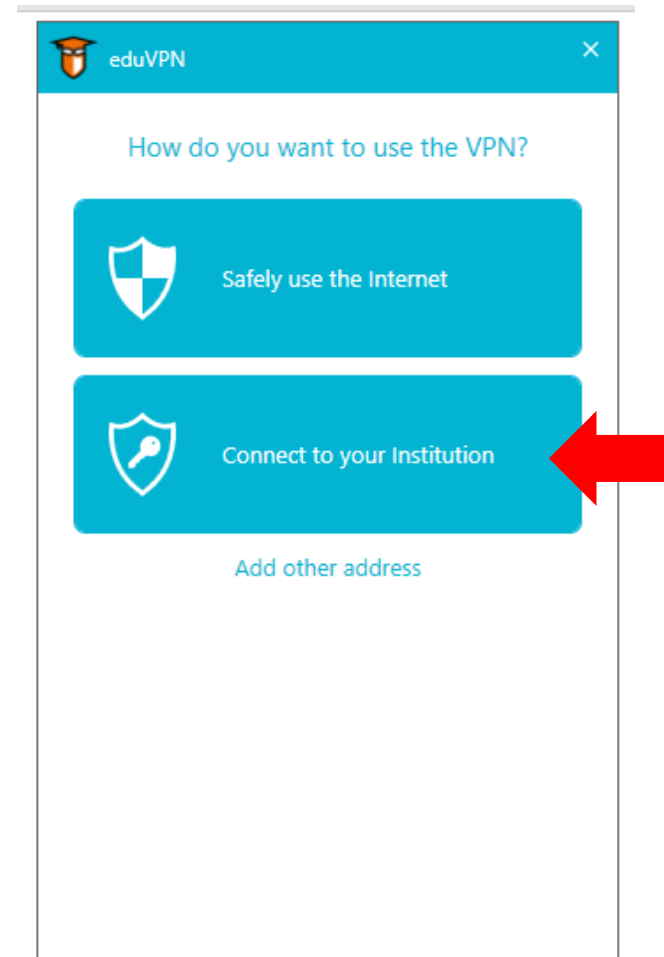 eduVPN
How do you want to use the VPN?
Safely use the Internet
Connect to your Institution
Add other address